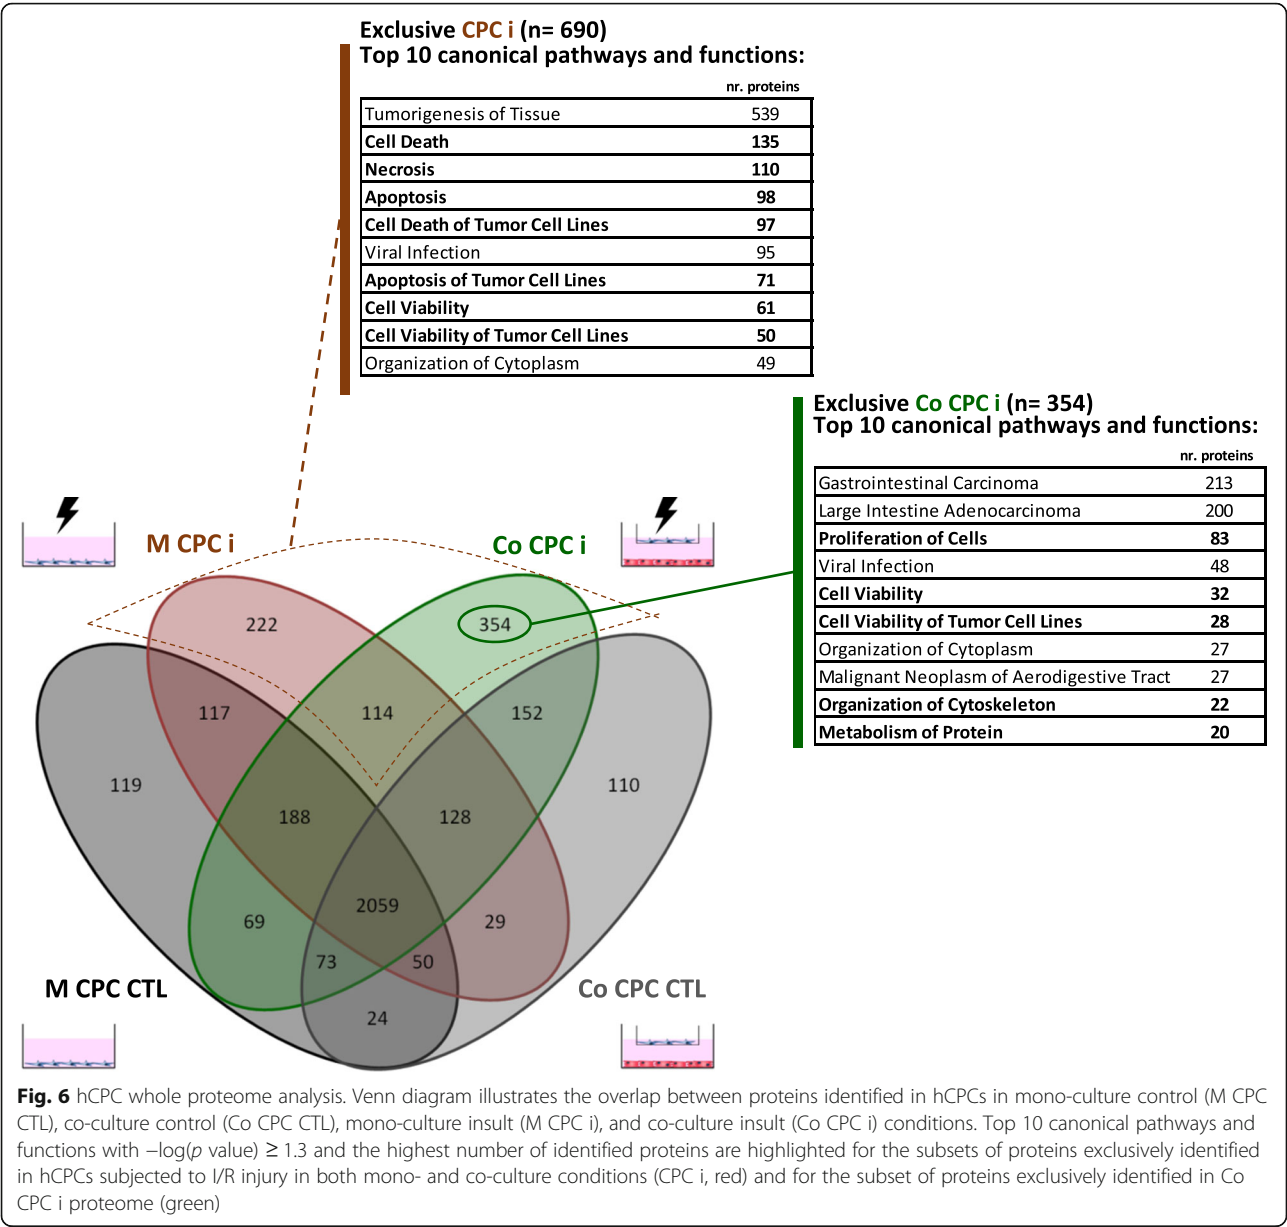 Exclusive CPC i (n= 690)
Top 10 canonical pathways and functions:
nr. proteins
Tumorigenesis of Tissue 539
Cell Death 135
Necrosis 110
Apoptosis 98
Cell Death of Tumor Cell Lines 97
Viral Infection 95
Apoptosis of Tumor Cell Lines 71
Cell Viability 61
Cell Viability of Tumor Cell Lines 50
Organization of Cytoplasm 49
Exclusive Co CPC i (n= 354)
Top 10 canonical pathways and functions:
nr. proteins
Gastrointestinal Carcinoma 213
Large Intestine Adenocarcinoma 200
Proliferation of Cells 83
Viral Infection 48
Cell Viability 32
Cell Viability of Tumor Cell Lines 28
Organization of Cytoplasm 27
Malignant Neoplasm of Aerodigestive Tract 27
Organization of Cytoskeleton 22
Metabolism of Protein 20
M CPC i Co CPC i
222 354
117 114 152
119 110
188 128
2059
69 29
73 50
M CPC CTL Co CPC CTL
24
Fig. 6 hCPC whole proteome analysis. Venn diagram illustrates the overlap between proteins identified in hCPCs in mono-culture control (M CPC
CTL), co-culture control (Co CPC CTL), mono-culture insult (M CPC i), and co-culture insult (Co CPC i) conditions. Top 10 canonical pathways and
functions with −log(p value) ≥ 1.3 and the highest number of identified proteins are highlighted for the subsets of proteins exclusively identified
in hCPCs subjected to I/R injury in both mono- and co-culture conditions (CPC i, red) and for the subset of proteins exclusively identified in Co
CPC i proteome (green)